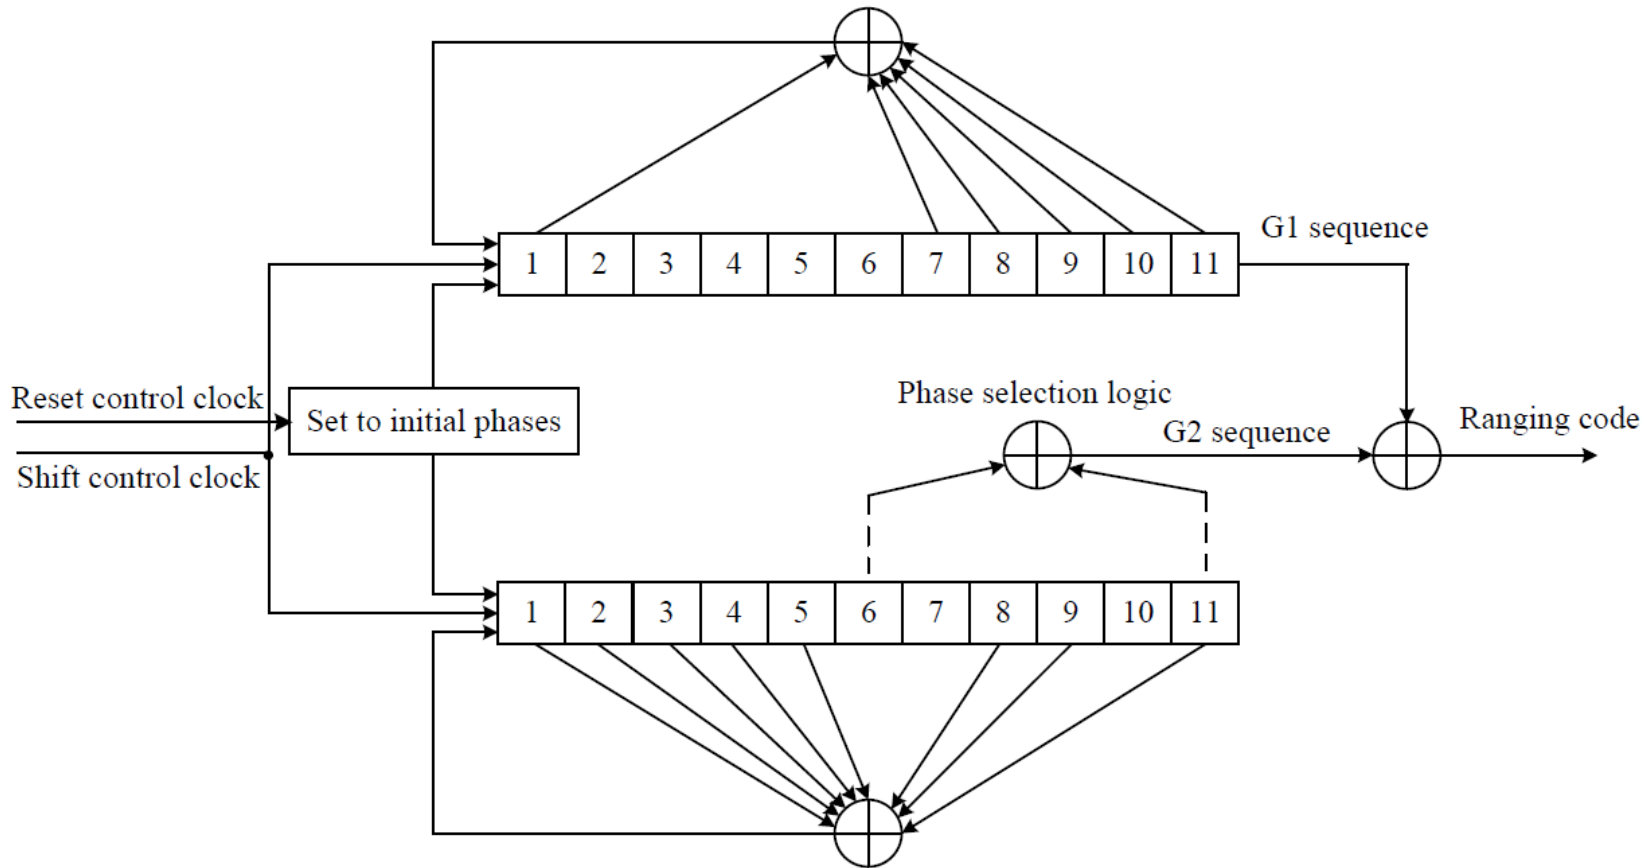 1 2 3 4 5 6 7 8 9 10 11
G1 sequence
Reset control clock
Set to initial phases
Shift control clock
Phase selection logic
G2 sequence
Ranging code
1 2 3 4 5 6 7 8 9 10 11